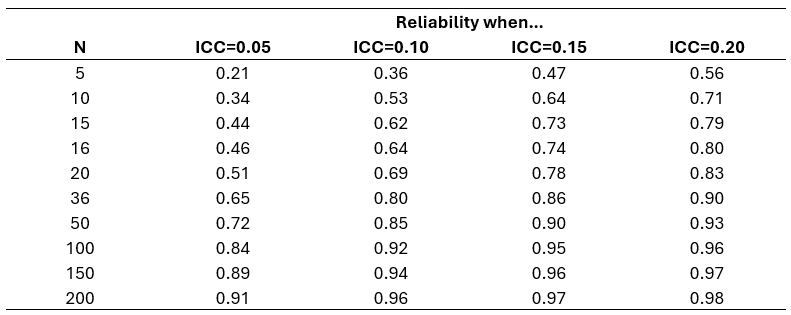 Reliability when...
N ICC=0.05 ICC=0.10 ICC=0.15 ICC=0.20
5 0.21 0.36 0.47 0.56
10 0.34 0.53 0.64 0.71
15 0.44 0.62 0.73 0.79
16 0.46 0.64 0.74 0.80
20 0.51 0.69 0.78 0.83
36 0.65 0.80 0.86 0.90
50 0.72 0.85 0.90 0.93
100 0.84 0.92 0.95 0.96
150 0.89 0.94 0.96 0.97
200 0.91 0.96 0.97 0.98